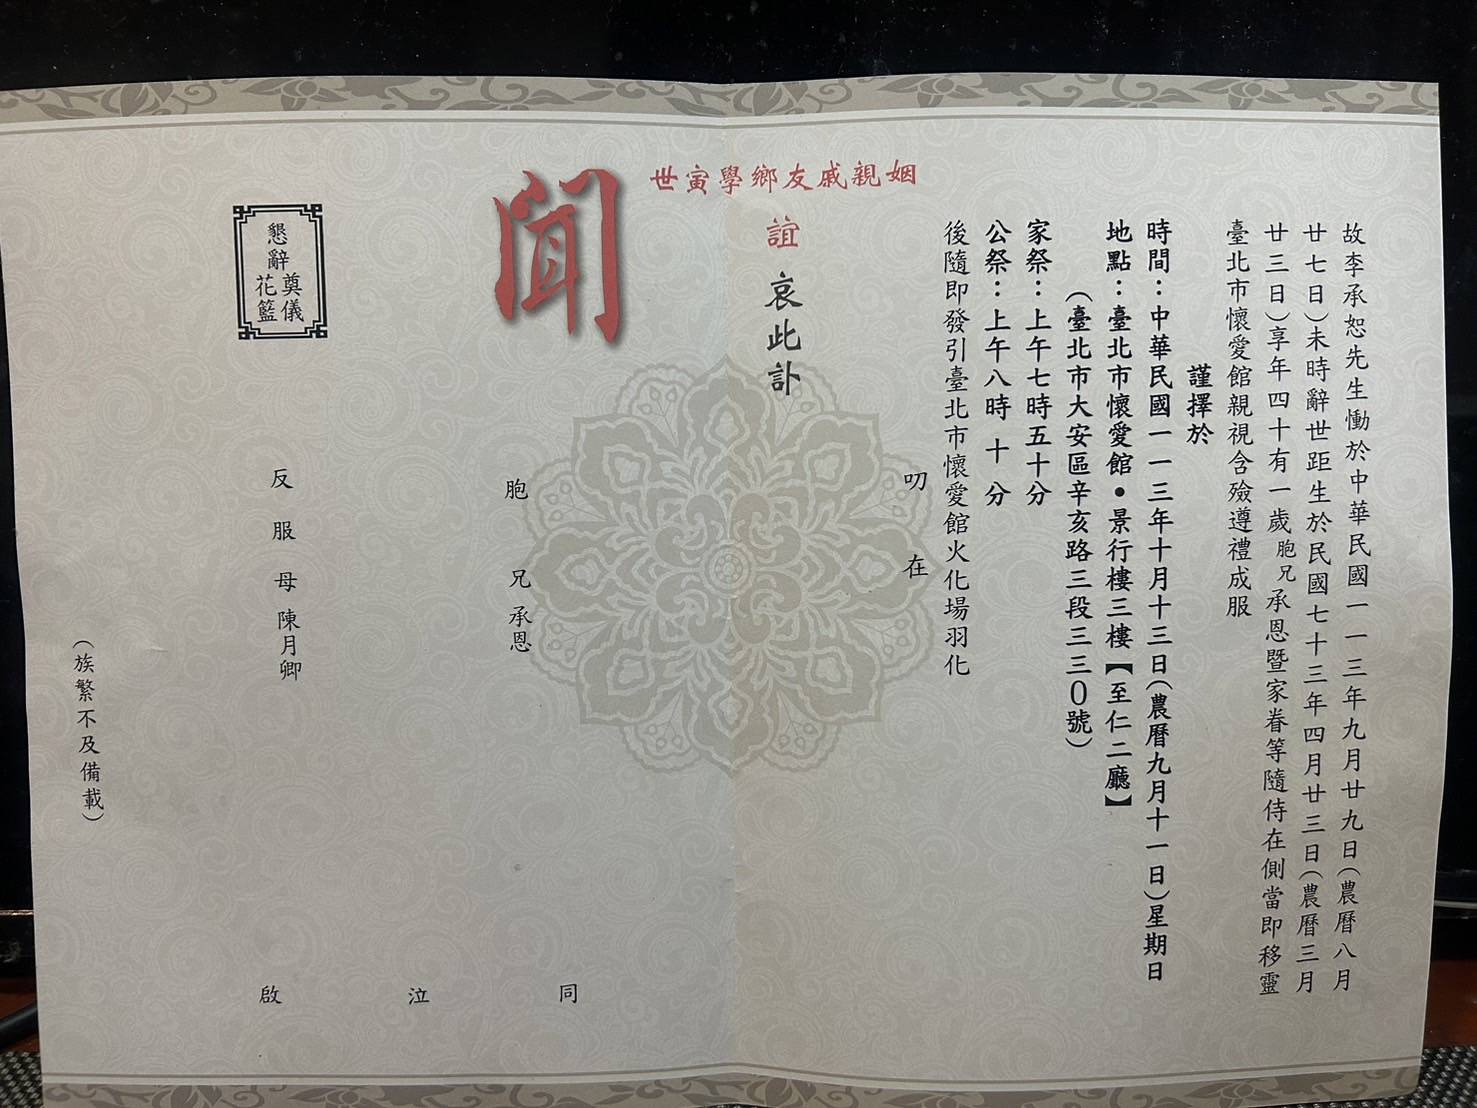 故李承恕先生慟於中華民國一一三年九月廿九日(農曆八月
廿七日)未時辭世距生於民國七十三年四月廿三日(農曆三月
廿三日)享年四十有一歲胞兄承恩暨家眷等隨侍在側當即移靈
臺北市懷愛館親視含殮遵禮成服
謹擇於
時間：中華民國一一三年十月十三日(農曆九月十一日)星期日
地點：臺北市懷愛館•景行樓三樓【至仁二廳】
(臺北市大安區辛亥路三段三三0號)
家祭：上午七時五十分
公祭：上午八時十分
後隨即發引臺北市懷愛館火化場羽化
叨在
姻親戚友鄉學寅世
誼 哀此訃
聞
胞兄承恩
反服母陳月卿
(族繁不及備載)
同泣啟
懇辭
奠儀
花籃